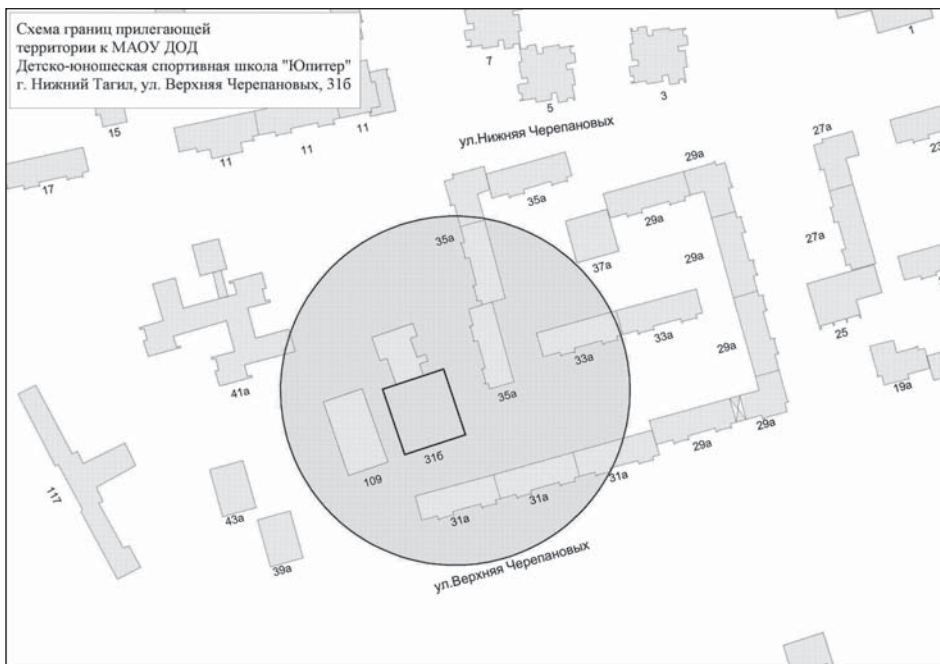 Схема границ прилегающей
территории к МАОУ ДОД
Детско-юношеская спортивная школа "Юпитер"
г. Нижний Тагил, ул. Верхняя Черепановых, 31б
1
7
3
5
15
11
11
11
ул.Нижняя Черепановых
27а
23
17
29а
35а
29а
35а
27а
37а
29а
25
33а
33а
29а
19а
41а
35а
29а
29а
31б
109
31а
31а
31а
117
43а
39а
ул.Верхняя Черепановых